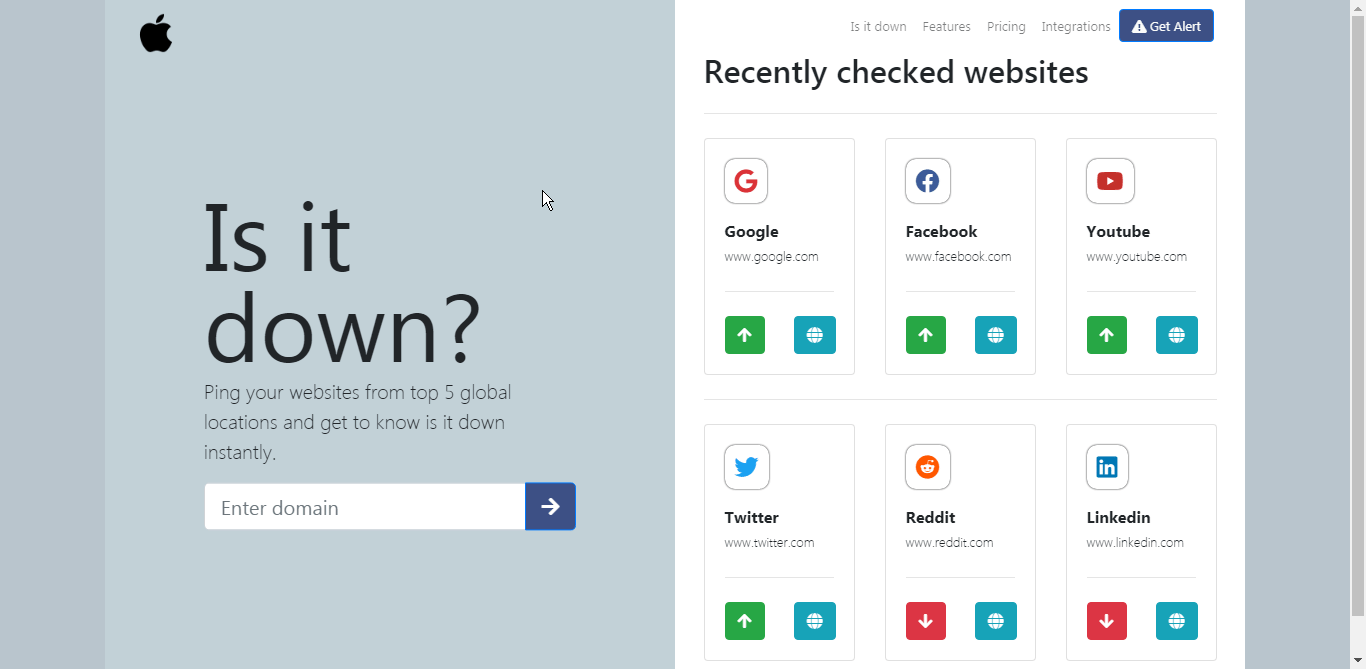 Is it down
Features
Pricing
Integrations
Get Alert
Is it
down?
Ping your websites from top 5 global
locations and get to know is it down
instantly.
Enter domain
Recently checked websites
Google
www.google.com
Facebook
www.facebook.com
Youtube
www.youtube.com
Twitter
www.twitter.com
Reddit
www.reddit.com
Linkedin
www.linkedin.com